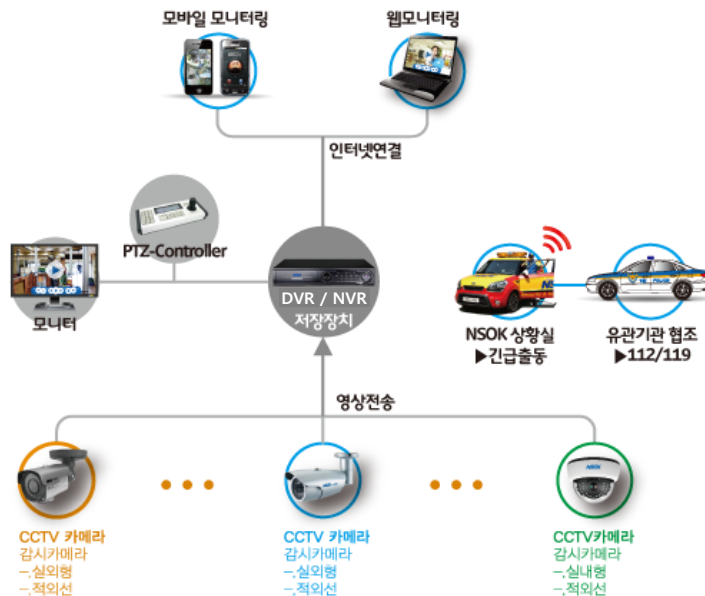 모바일 모니터링
웹모니터링
인터넷연결
PTZ-Controller
모니터
DVR / NVR
저장장치
NSOK 상황실
▶긴급출동
유관기관 협조
▶112/119
영상전송
NSOK
CCTV 카메라
감시카메라
–,실외형
–,적외선
CCTV 카메라
감시카메라
–,실외형
–,적외선
CCTV카메라
감시카메라
–,실내형
–,적외선